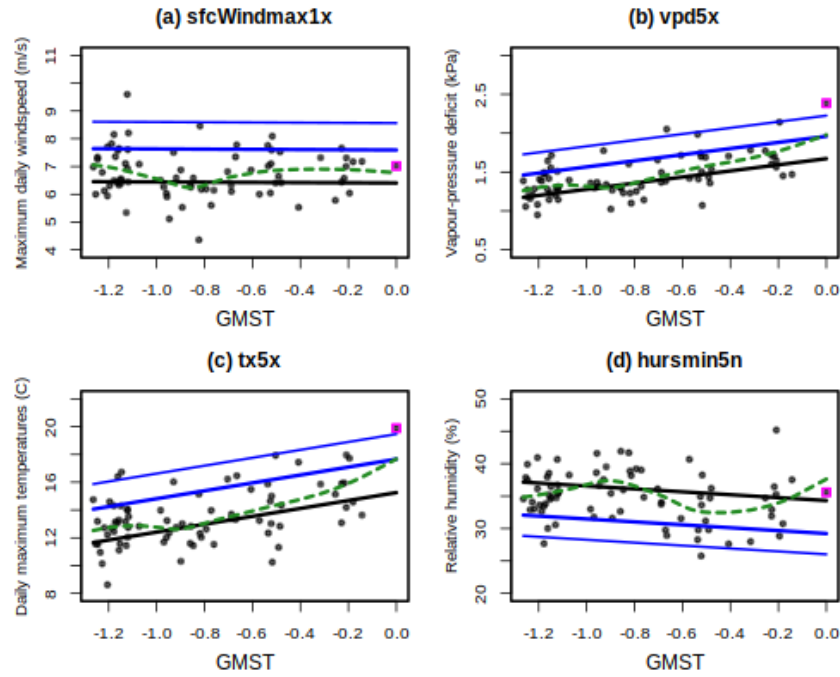 (a) sfcWindmax1x
Maximum daily windspeed (m/s)
11
9
8
7
6
5
4
-1.2 -1.0 -0.8 -0.6 -0.4 -0.2 0.0
GMST
(b) vpd5x
Vapour-pressure deficit (kPa)
2.5
1.5
0.5
-1.2 -1.0 -0.8 -0.6 -0.4 -0.2 0.0
GMST
(c) tx5x
Daily maximum temperatures (C)
20
16
12
8
-1.2 -1.0 -0.8 -0.6 -0.4 -0.2 0.0
GMST
(d) hursmin5n
Relative humidity (%)
50
40
30
20
-1.2 -1.0 -0.8 -0.6 -0.4 -0.2 0.0
GMST